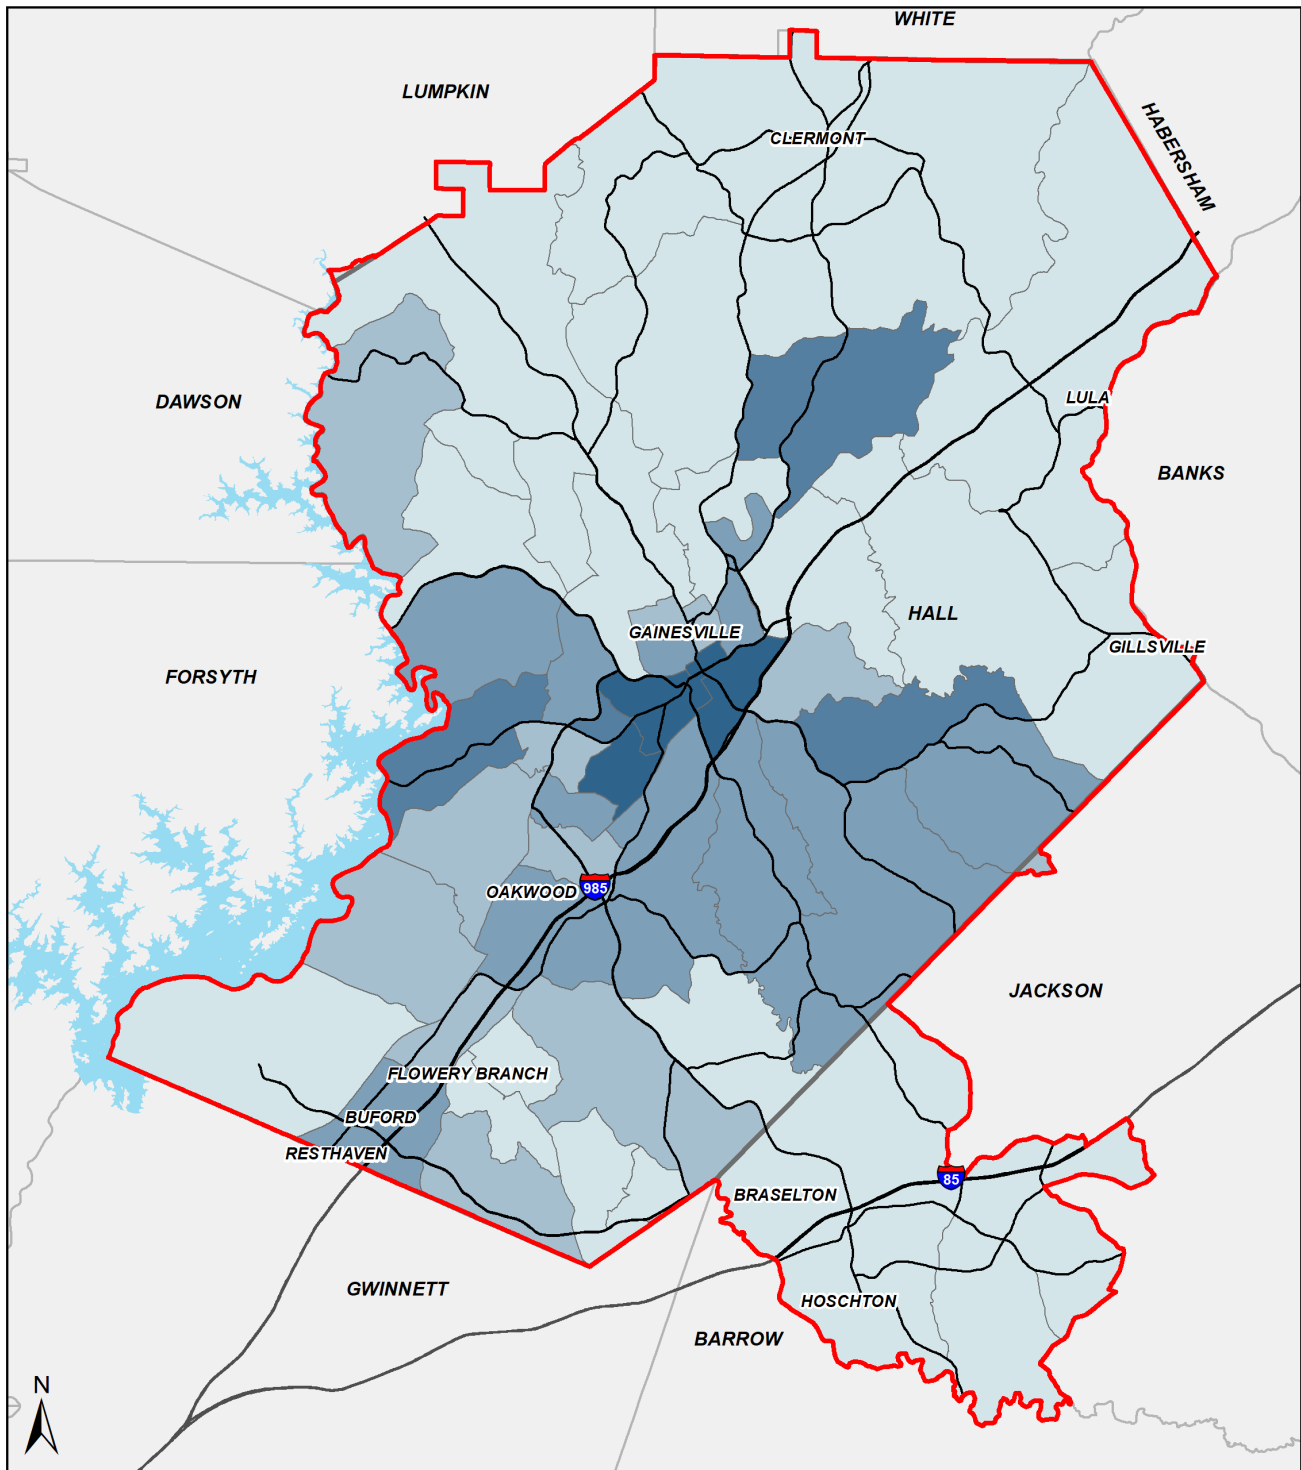 WHITE
LUMPKIN
HABERSHAM
CLERMONT
DAWSON
LULA
BANKS
HALL
GAINESVILLE
GILLSVILLE
FORSYTH
985
OAKWOOD
JACKSON
FLOWERY BRANCH
BUFORD
RESTHAVEN
85
BRASELTON
GWINNETT
HOSCHTON
BARROW
N